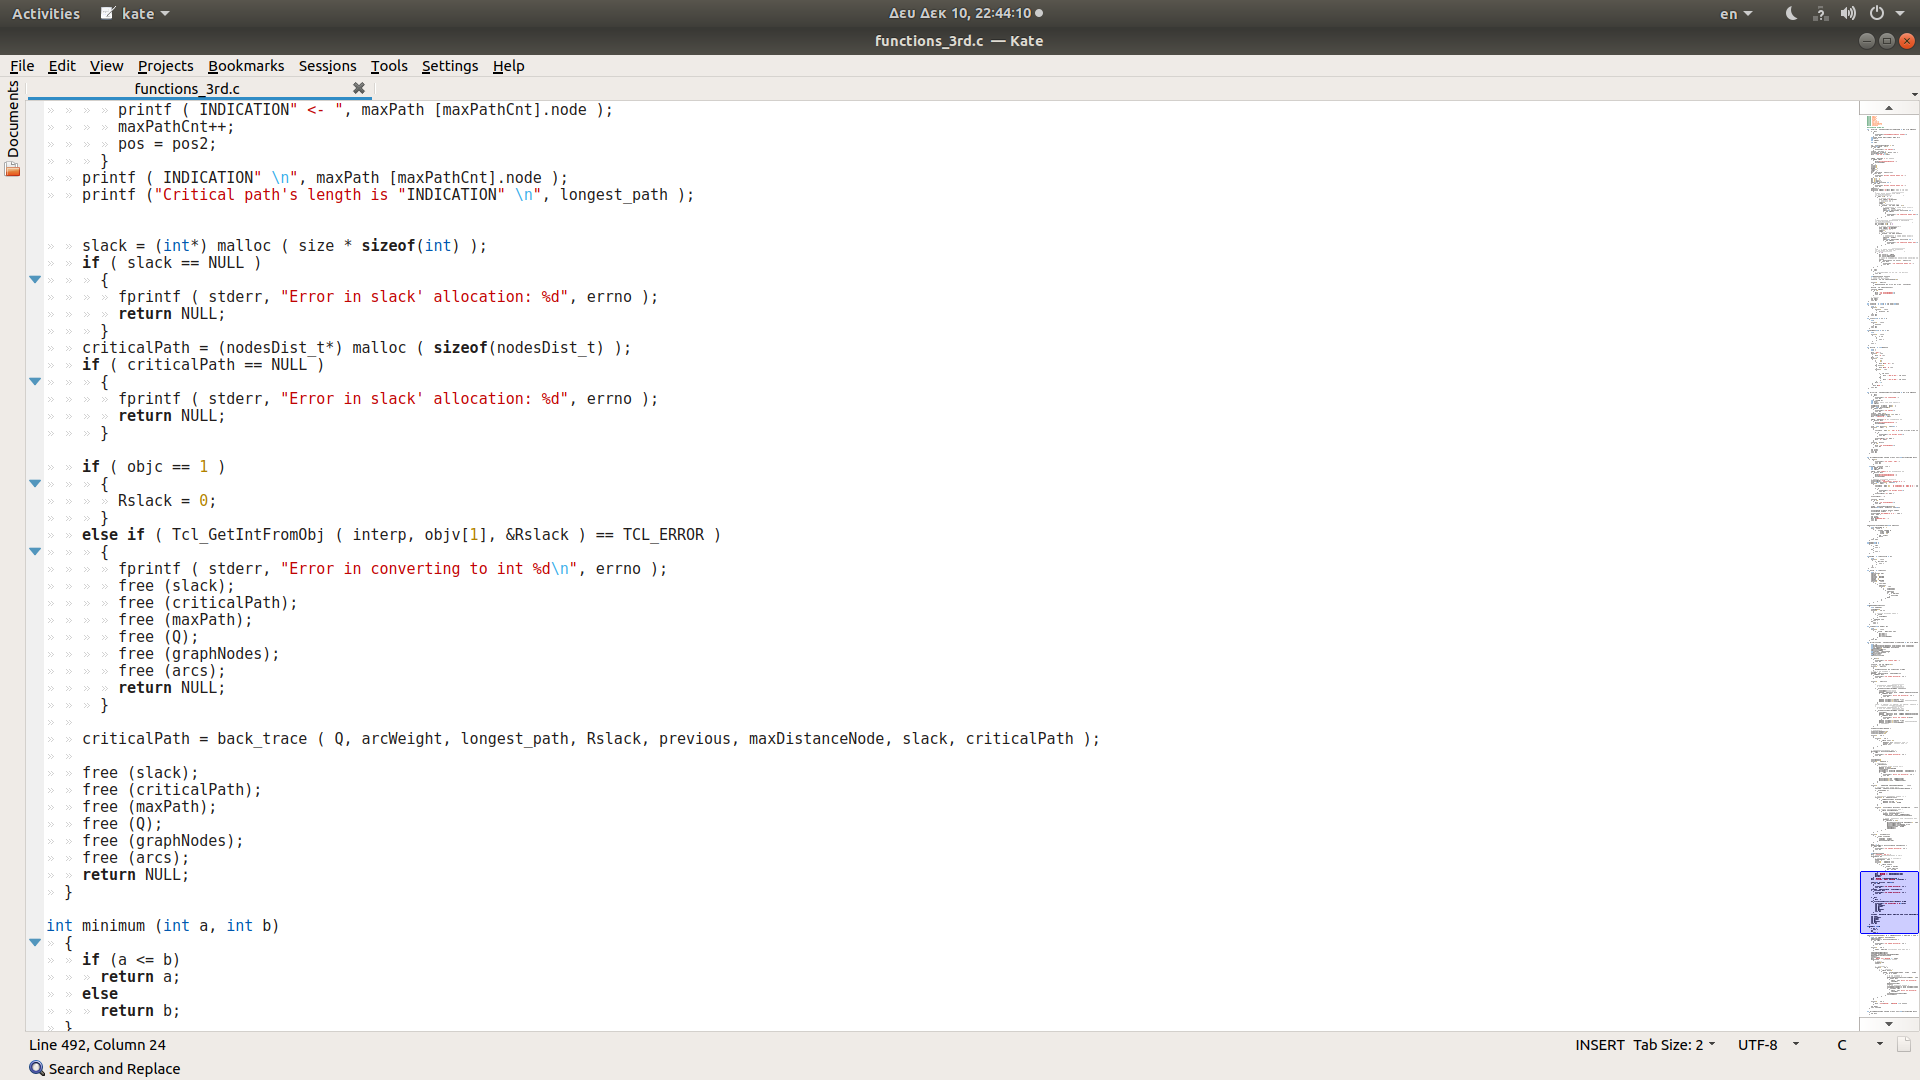 Activities kate Δευ Δεκ 10, 22:44:10 en
functions_3rd.c — Kate
File Edit View Projects Bookmarks Sessions Tools Settings Help
functions_3rd.c
Documents
printf ( INDICATION" <- ", maxPath [maxPathCnt].node );
maxPathCnt++;
pos = pos2;
}
printf ( INDICATION" \n", maxPath [maxPathCnt].node );
printf ("Critical path's length is "INDICATION" \n", longest_path );
slack = (int*) malloc ( size * sizeof(int) );
if ( slack == NULL )
{
fprintf ( stderr, "Error in slack' allocation: %d", errno );
return NULL;
}
criticalPath = (nodesDist_t*) malloc ( sizeof(nodesDist_t) );
if ( criticalPath == NULL )
{
fprintf ( stderr, "Error in slack' allocation: %d", errno );
return NULL;
}
if ( objc == 1 )
{
Rslack = 0;
}
else if ( Tcl_GetIntFromObj ( interp, objv[1], &Rslack ) == TCL_ERROR )
{
fprintf ( stderr, "Error in converting to int %d\n", errno );
free (slack);
free (criticalPath);
free (maxPath);
free (Q);
free (graphNodes);
free (arcs);
return NULL;
}
criticalPath = back_trace ( Q, arcWeight, longest_path, Rslack, previous, maxDistanceNode, slack, criticalPath );
free (slack);
free (criticalPath);
free (maxPath);
free (Q);
free (graphNodes);
free (arcs);
return NULL;
}
int minimum (int a, int b)
{
if (a <= b)
return a;
else
return b;
}
Line 492, Column 24 INSERT Tab Size: 2 UTF-8 C
Search and Replace